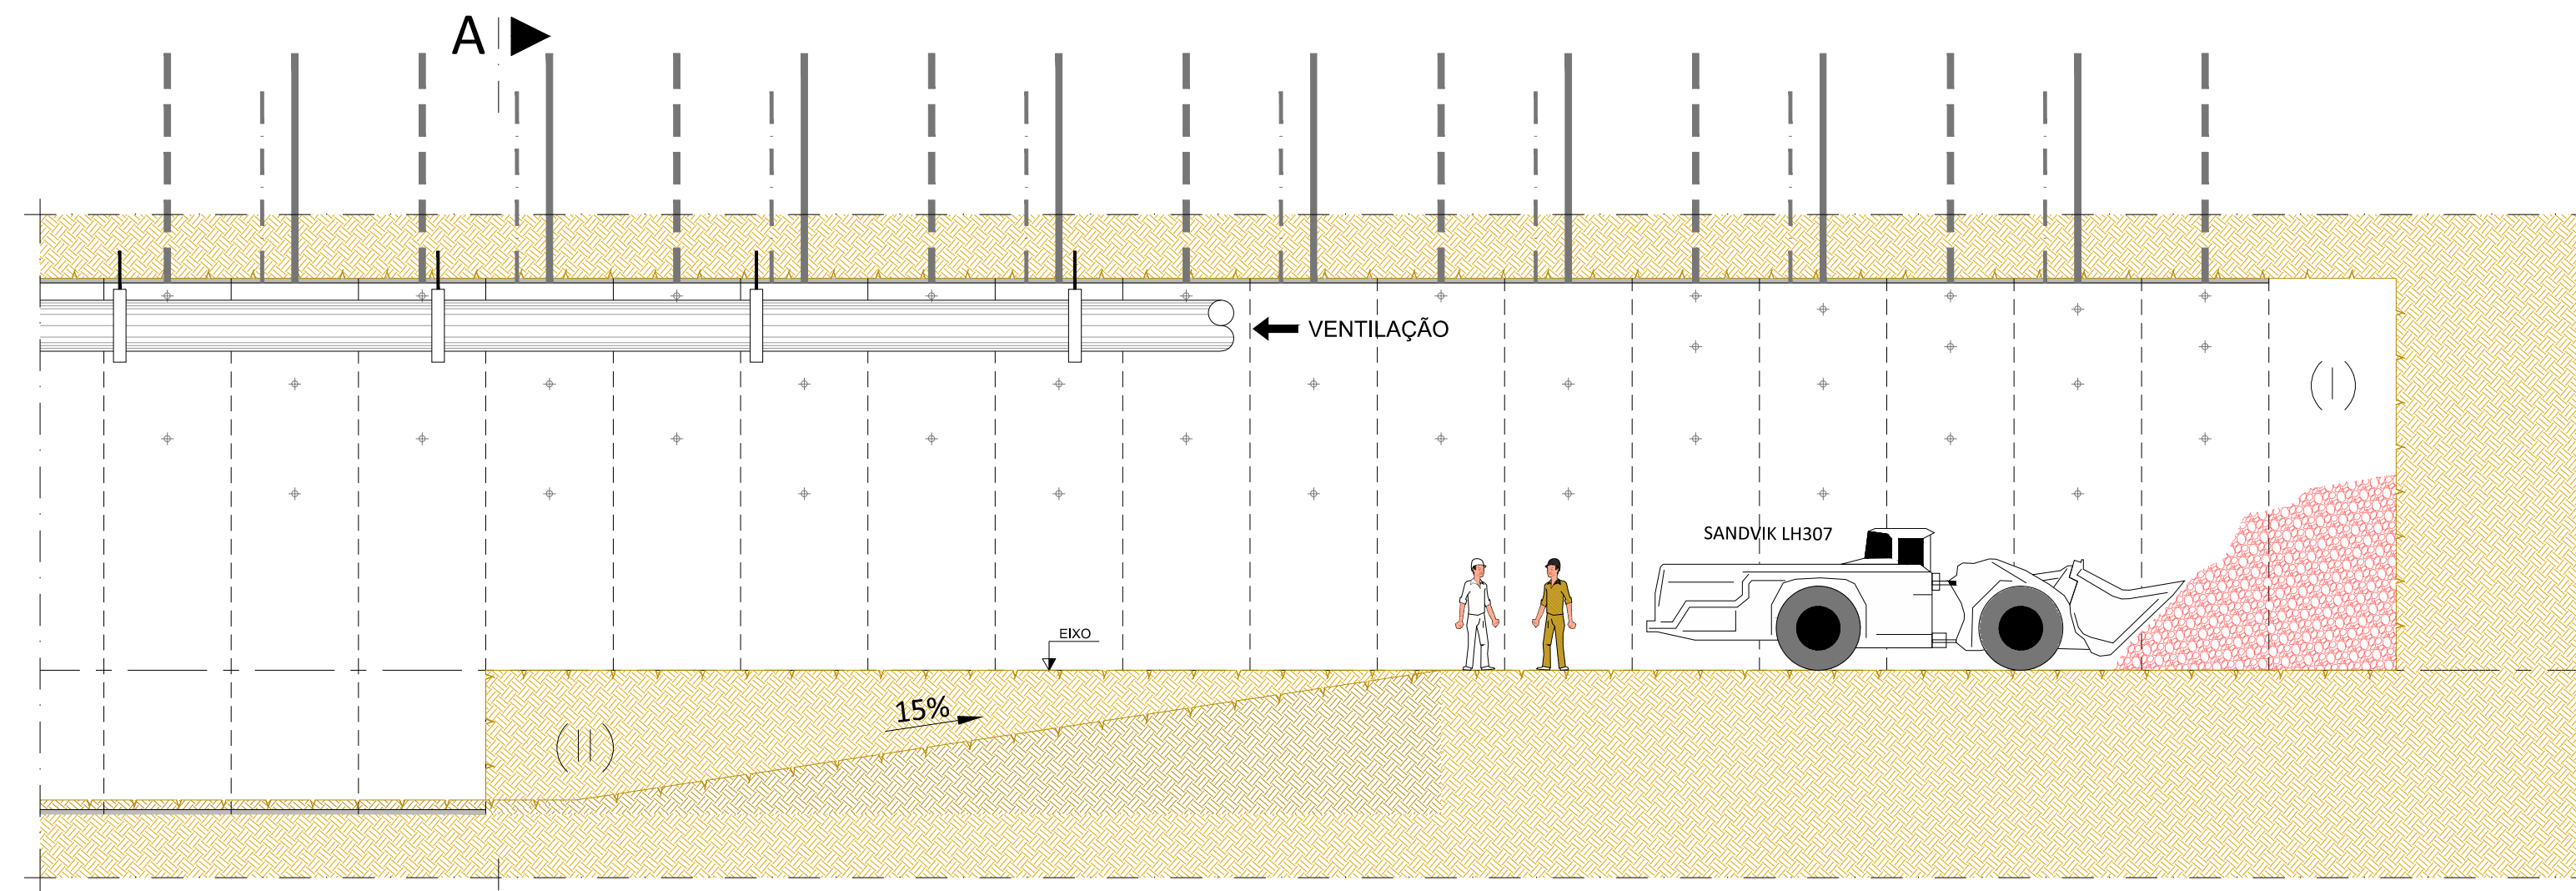 A
VENTILAÇÃO
(I)
SANDVIK LH307
EIXO
15%
(II)